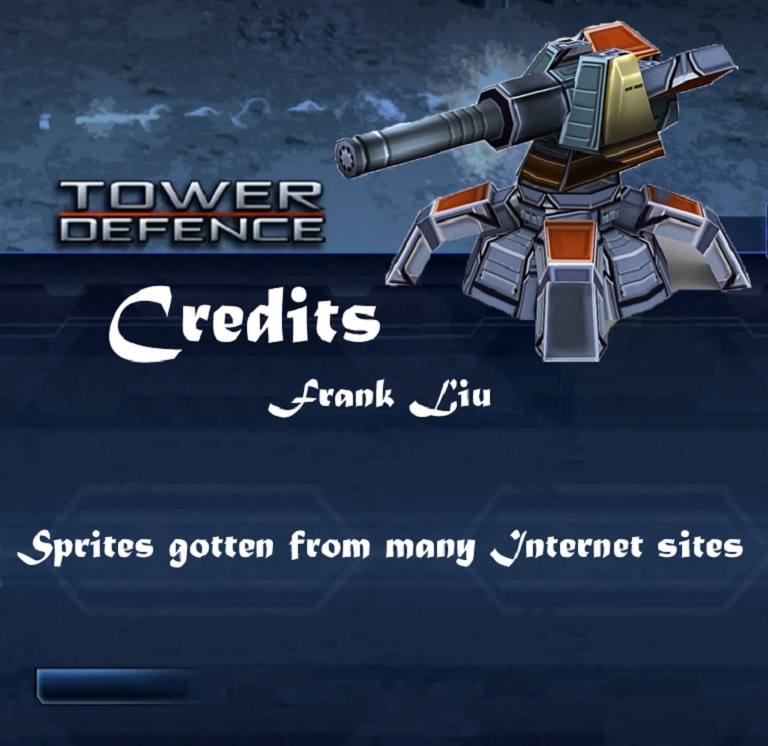 TOWER
DEFENCE
Credits
Frank Liu
Sprites gotten from many Internet sites